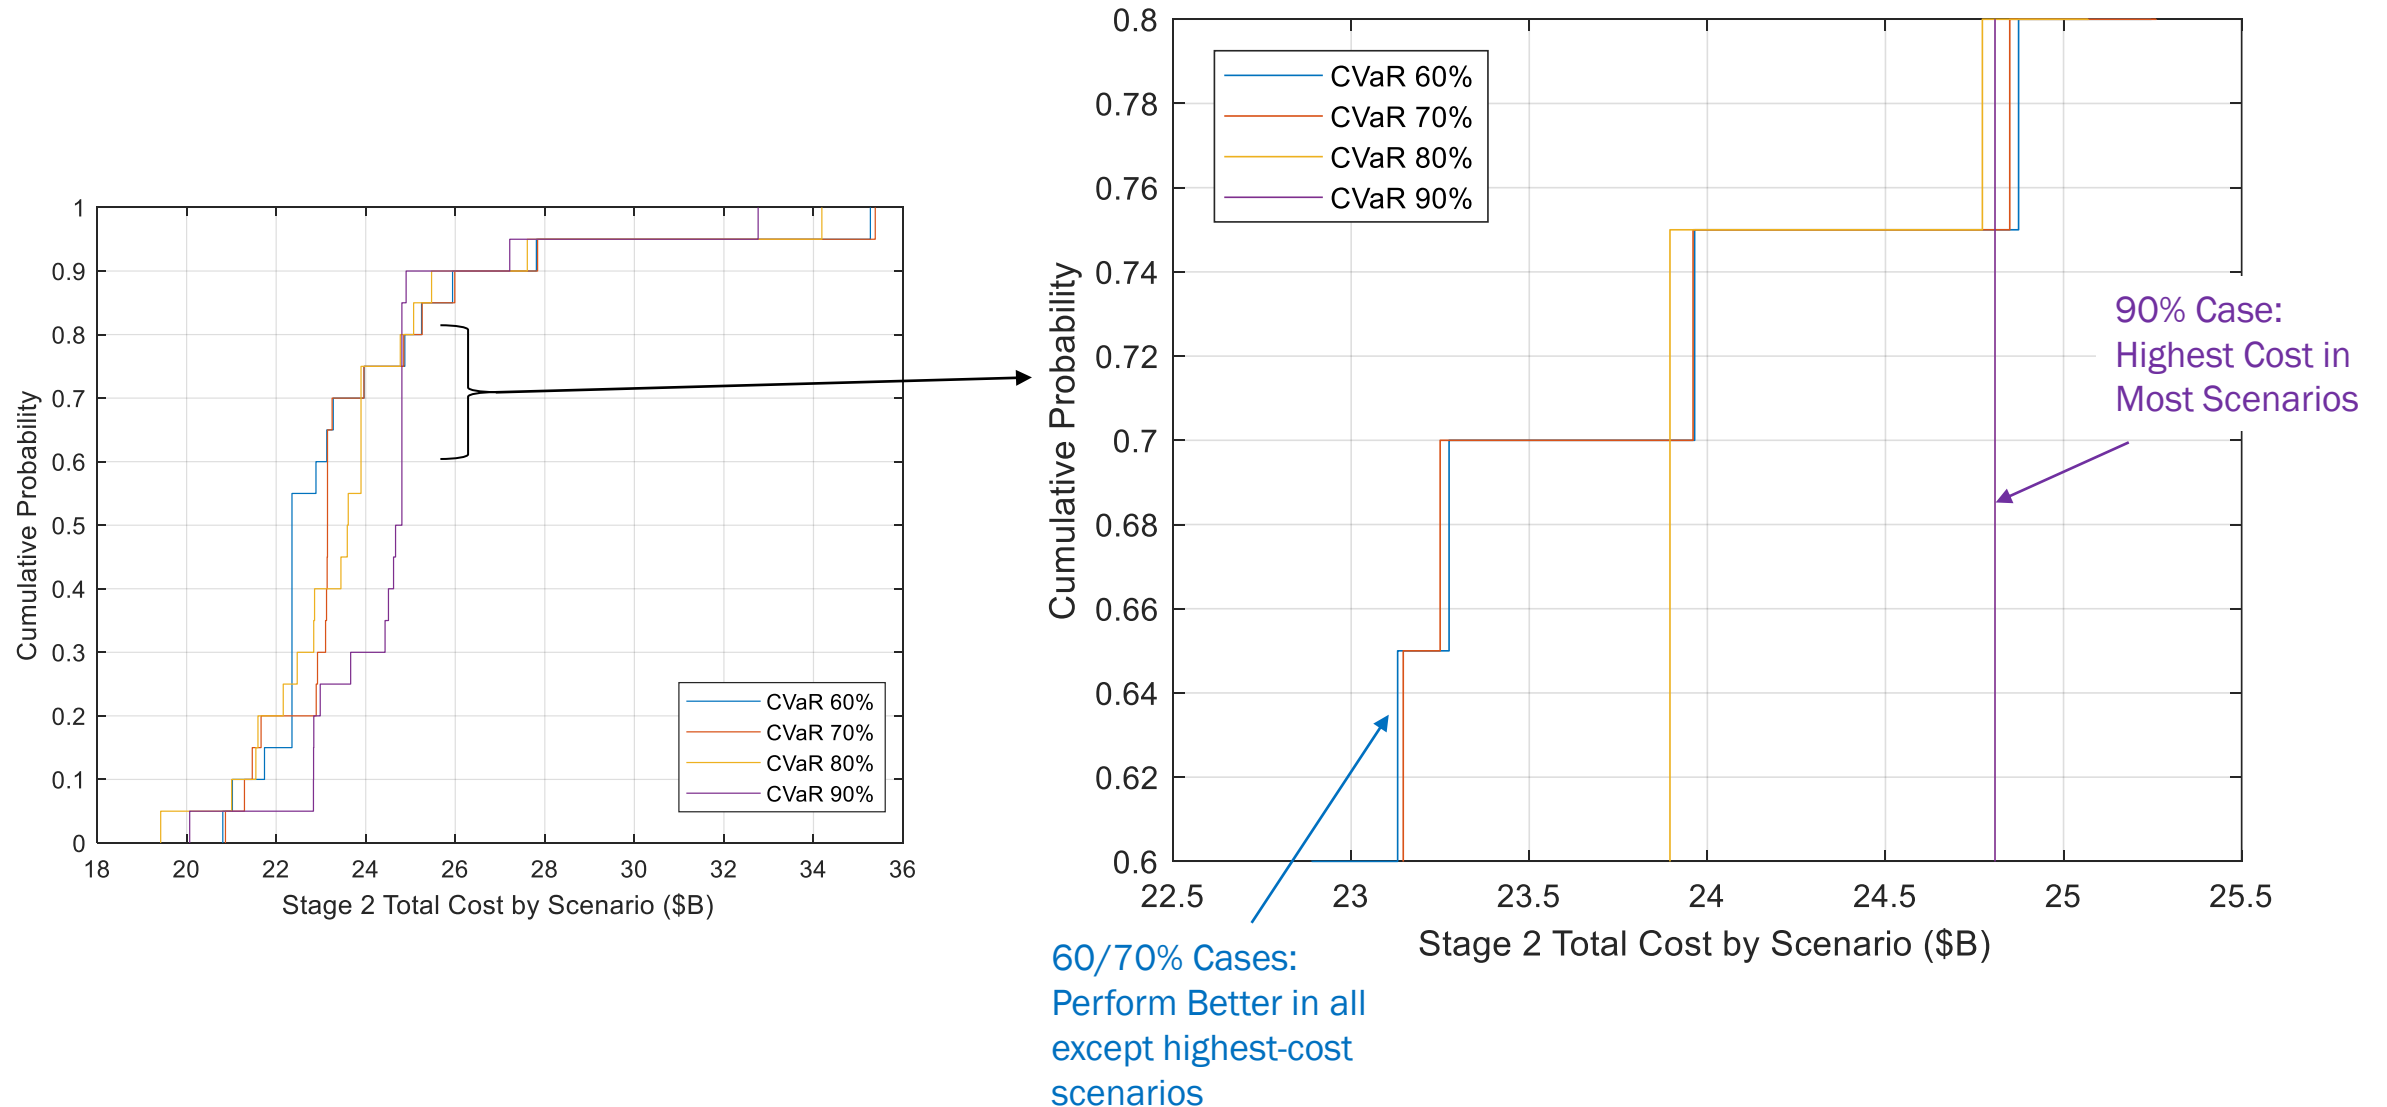 1
0.9
0.8
0.7
0.6
0.5
0.4
0.3
0.2
0.1
0
18 20 22 24 26 28 30 32 34 36
Cumulative Probability
Stage 2 Total Cost by Scenario ($B)
CVaR 60%
CVaR 70%
CVaR 80%
CVaR 90%
0.8
0.78
0.76
0.74
0.72
0.7
0.68
0.66
0.64
0.62
0.6
22.5 23 23.5 24 24.5 25 25.5
Cumulative Probability
Stage 2 Total Cost by Scenario ($B)
CVaR 60%
CVaR 70%
CVaR 80%
CVaR 90%
90% Case:
Highest Cost in
Most Scenarios
60/70% Cases:
Perform Better in all
except highest-cost
scenarios